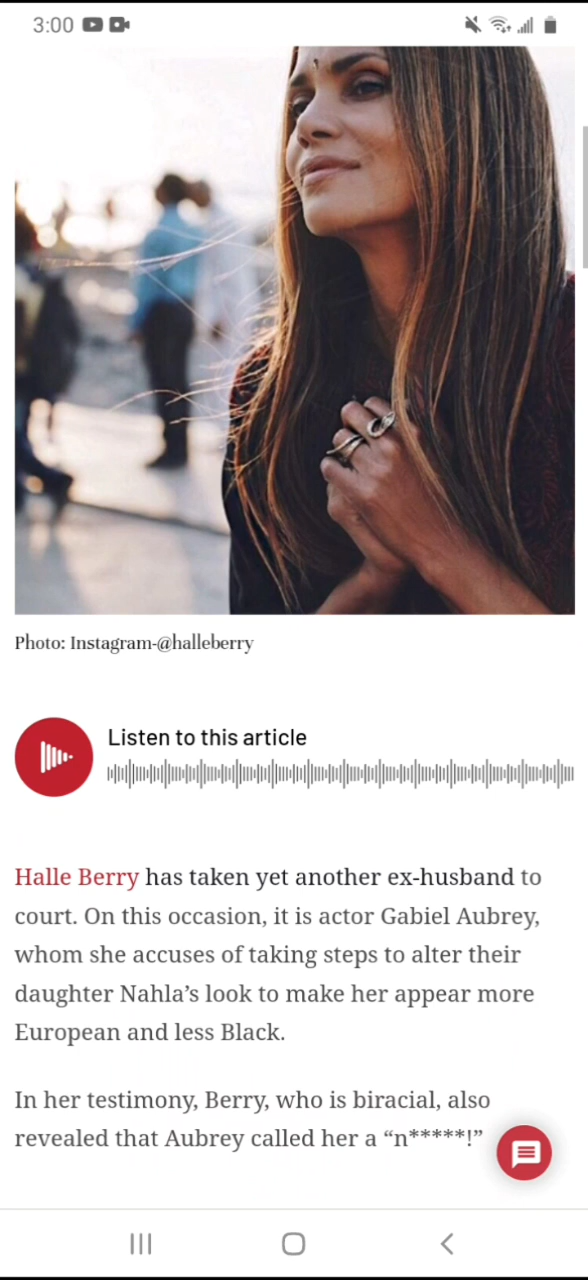 3:00
Photo: Instagram-@halleberry
Listen to this article
Halle Berry has taken yet another ex-husband to
court. On this occasion, it is actor Gabiel Aubrey,
whom she accuses of taking steps to alter their
daughter Nahla’s look to make her appear more
European and less Black.
In her testimony, Berry, who is biracial, also
revealed that Aubrey called her a “n*****!”